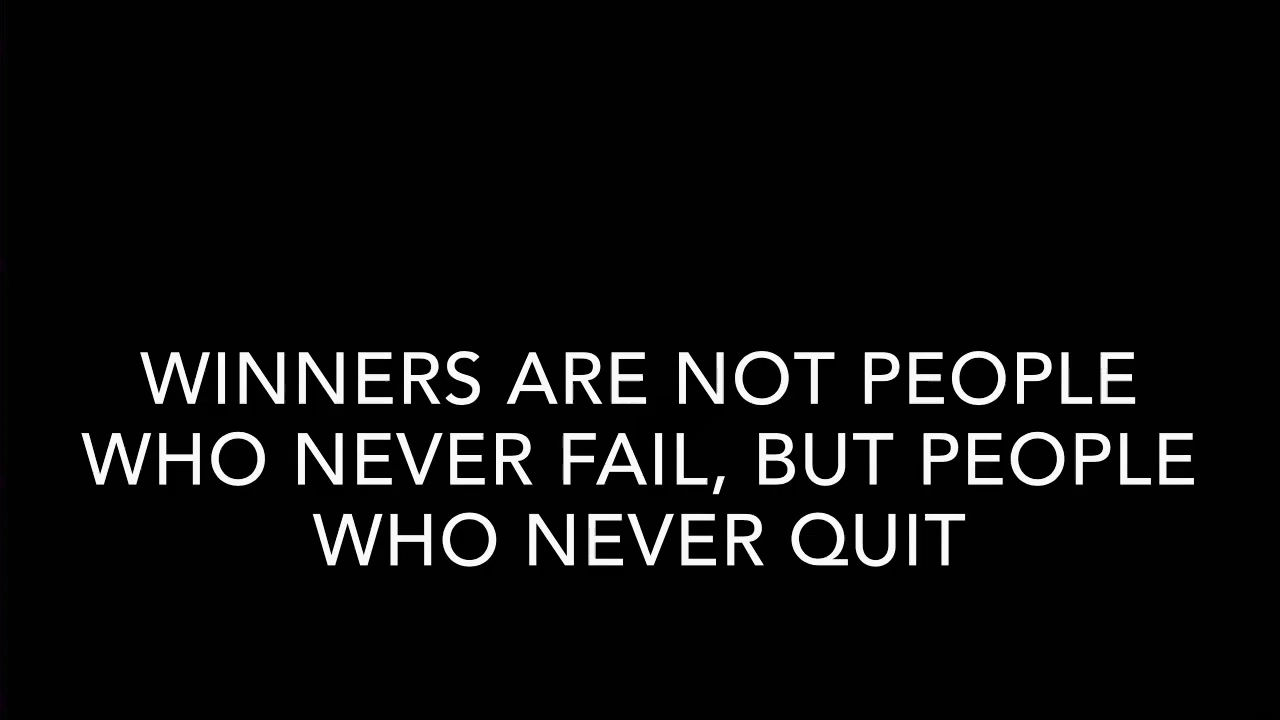 WINNERS ARE NOT PEOPLE
WHO NEVER FAIL, BUT PEOPLE
WHO NEVER QUIT